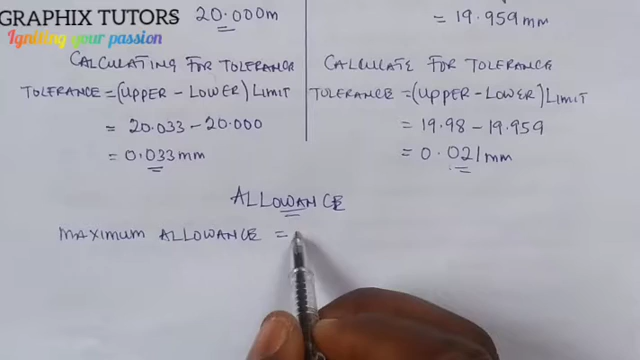 GRAPHIX TUTORS
Igniting your passion
20.000m
= 19.959mm
CALCULATING FOR TOLERANCE
TOLERANCE = (UPPER - LOWER) LIMIT
= 20.033 - 20.000
= 0.033mm
CALCULATE FOR TOLERANCE
TOLERANCE = (UPPER - LOWER) LIMIT
= 19.98 - 19.959
= 0.021mm
ALLOWANCE
MAXIMUM ALLOWANCE =